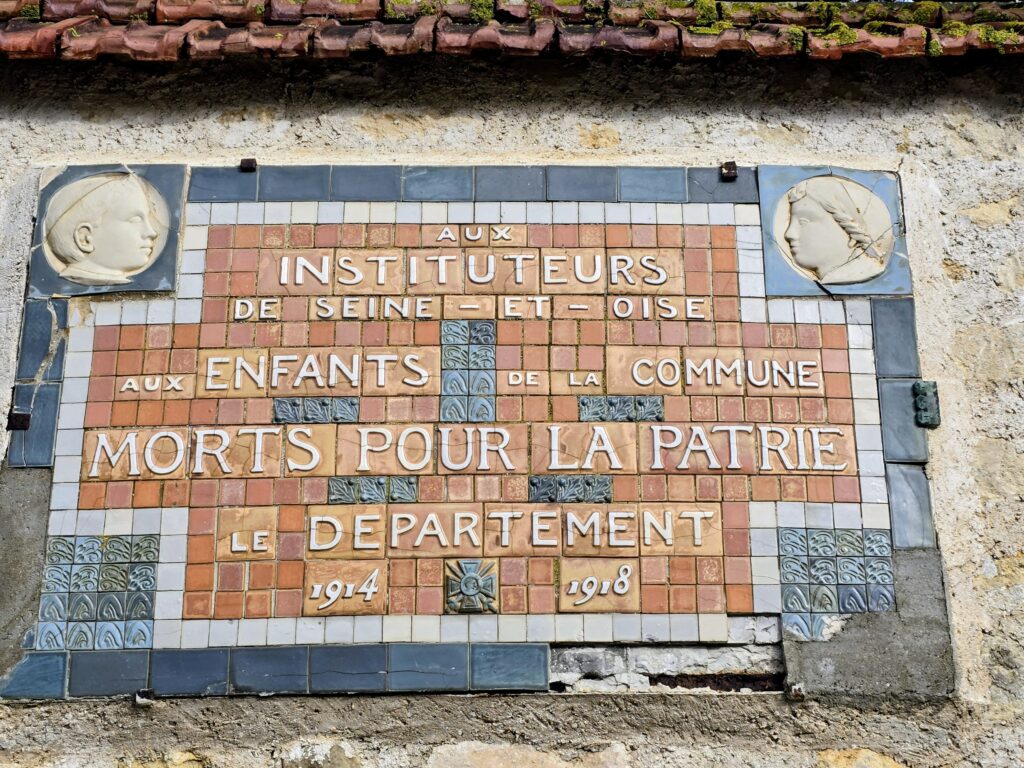 AUX
INSTITUTEURS
DE SEINE-ET-OISE
AUX ENFANTS DE LA COMMUNE
MORTS POUR LA PATRIE
LE DEPARTEMENT
1914 1918